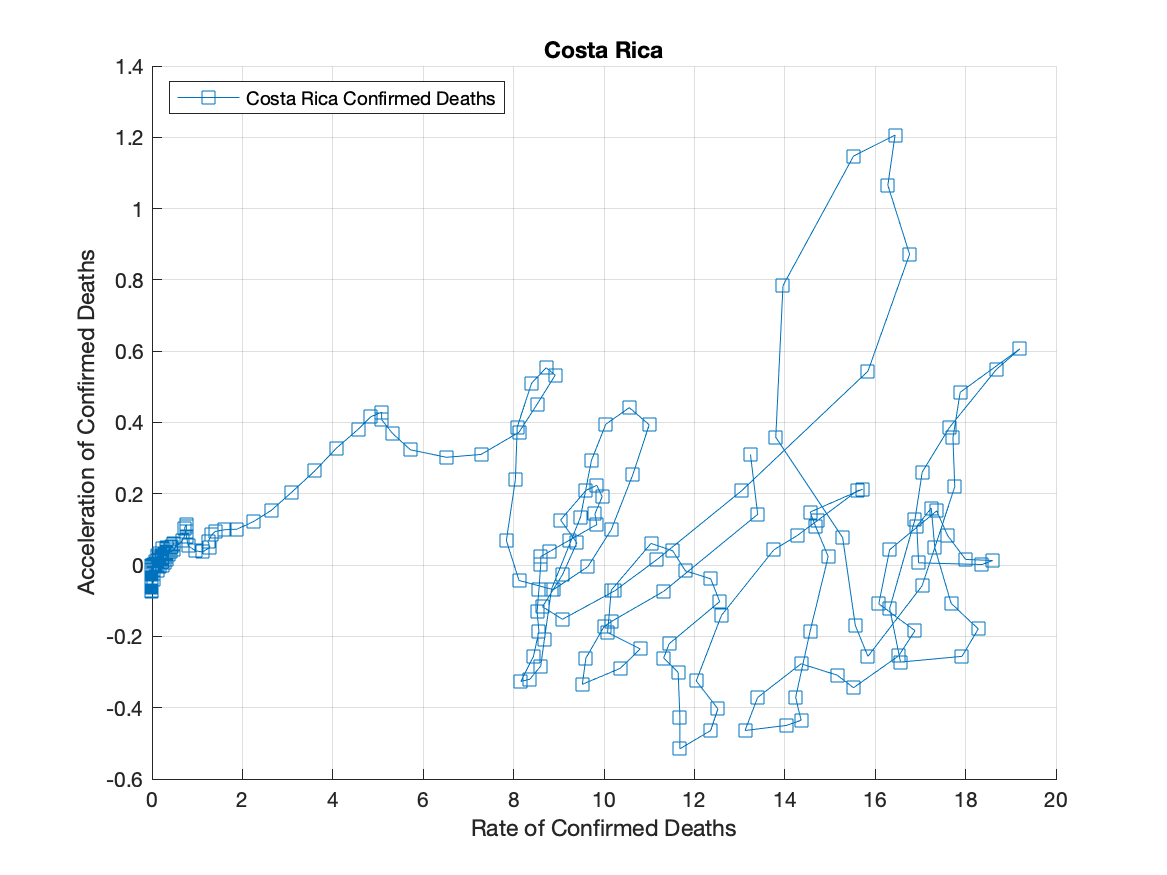 Costa Rica
Costa Rica Confirmed Deaths
1.4
1.2
1
0.8
0.6
0.4
0.2
0
-0.2
-0.4
-0.6
Acceleration of Confirmed Deaths
0 2 4 6 8 10 12 14 16 18 20
Rate of Confirmed Deaths